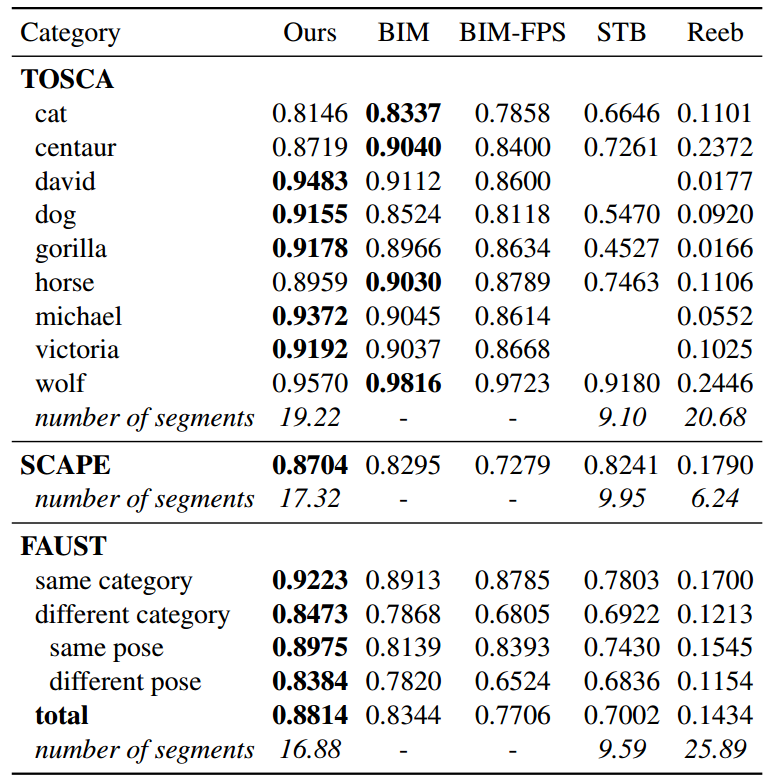 Category Ours BIM BIM-FPS STB Reeb
TOSCA
cat 0.8146 0.8337 0.7858 0.6646 0.1101
centaur 0.8719 0.9040 0.8400 0.7261 0.2372
david 0.9483 0.9112 0.8600 0.0177
dog 0.9155 0.8524 0.8118 0.5470 0.0920
gorilla 0.9178 0.8966 0.8634 0.4527 0.0166
horse 0.8959 0.9030 0.8789 0.7463 0.1106
michael 0.9372 0.9045 0.8614 0.0552
victoria 0.9192 0.9037 0.8668 0.1025
wolf 0.9570 0.9816 0.9723 0.9180 0.2446
number of segments 19.22 - - 9.10 20.68
SCAPE 0.8704 0.8295 0.7279 0.8241 0.1790
number of segments 17.32 - - 9.95 6.24
FAUST
same category 0.9223 0.8913 0.8785 0.7803 0.1700
different category 0.8473 0.7868 0.6805 0.6922 0.1213
same pose 0.8975 0.8139 0.8393 0.7430 0.1545
different pose 0.8384 0.7820 0.6524 0.6836 0.1154
total 0.8814 0.8344 0.7706 0.7002 0.1434
number of segments 16.88 - - 9.59 25.89